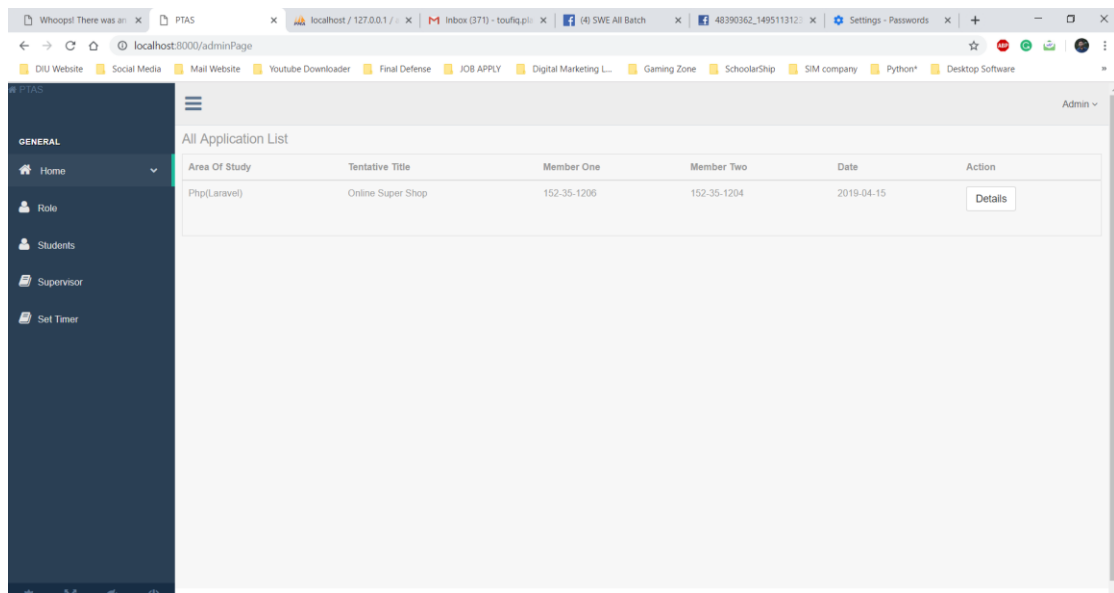 Whoops! There was an PTAS localhost / 127.0.0.1 / Inbox (371) - toufiq.pla (4) SWE All Batch 48390362_1495113123 Settings - Passwords
localhost:8000/adminPage
DIU Website Social Media Mail Website Youtube Downloader Final Defense JOB APPLY Digital Marketing L... Gaming Zone SchoolarShip SIM company Python* Desktop Software »
PTAS
Admin
GENERAL
All Application List
Home
Area Of Study Tentative Title Member One Member Two Date Action
Php(Laravel) Online Super Shop 152-35-1206 152-35-1204 2019-04-15 Details
Role
Students
Supervisor
Set Timer